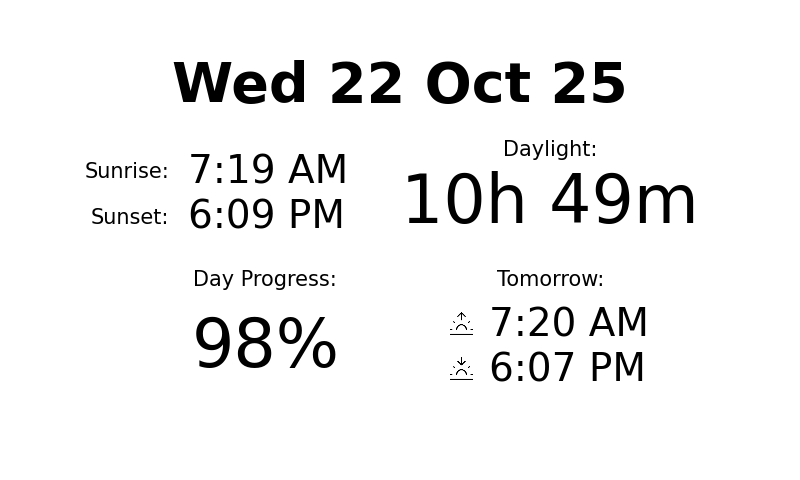 Wed 22 Oct 25
Sunrise: 7:19 AM
Sunset: 6:09 PM
Daylight:
10h 49m
Day Progress:
98%
Tomorrow:
7:20 AM
6:07 PM